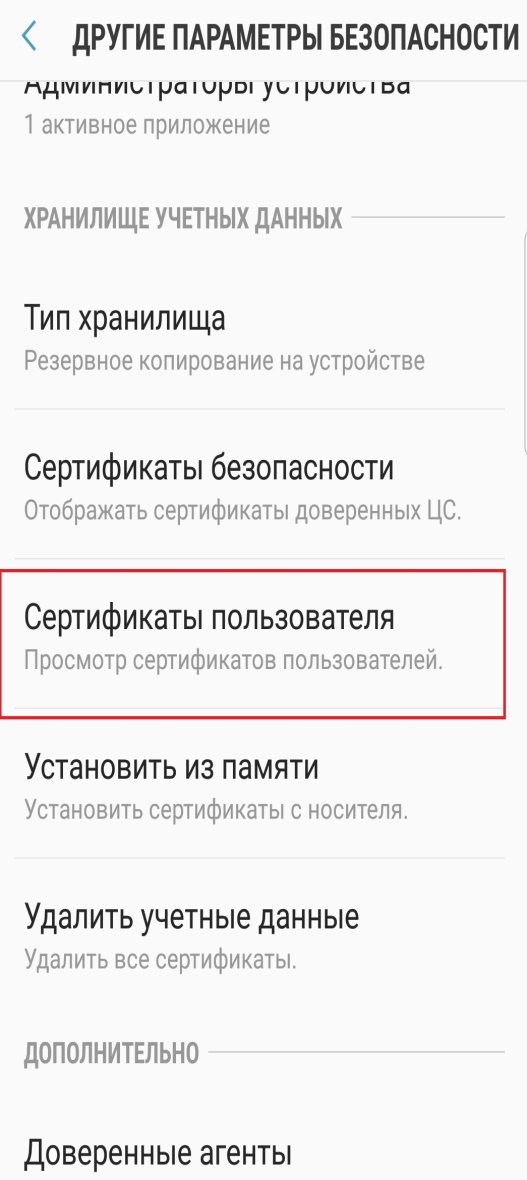 ДРУГИЕ ПАРАМЕТРЫ БЕЗОПАСНОСТИ
Администраторы устройства
1 активное приложение
ХРАНИЛИЩЕ УЧЕТНЫХ ДАННЫХ
Тип хранилища
Резервное копирование на устройстве
Сертификаты безопасности
Отображать сертификаты доверенных ЦС.
Сертификаты пользователя
Просмотр сертификатов пользователей.
Установить из памяти
Установить сертификаты с носителя.
Удалить учетные данные
Удалить все сертификаты.
ДОПОЛНИТЕЛЬНО
Доверенные агенты